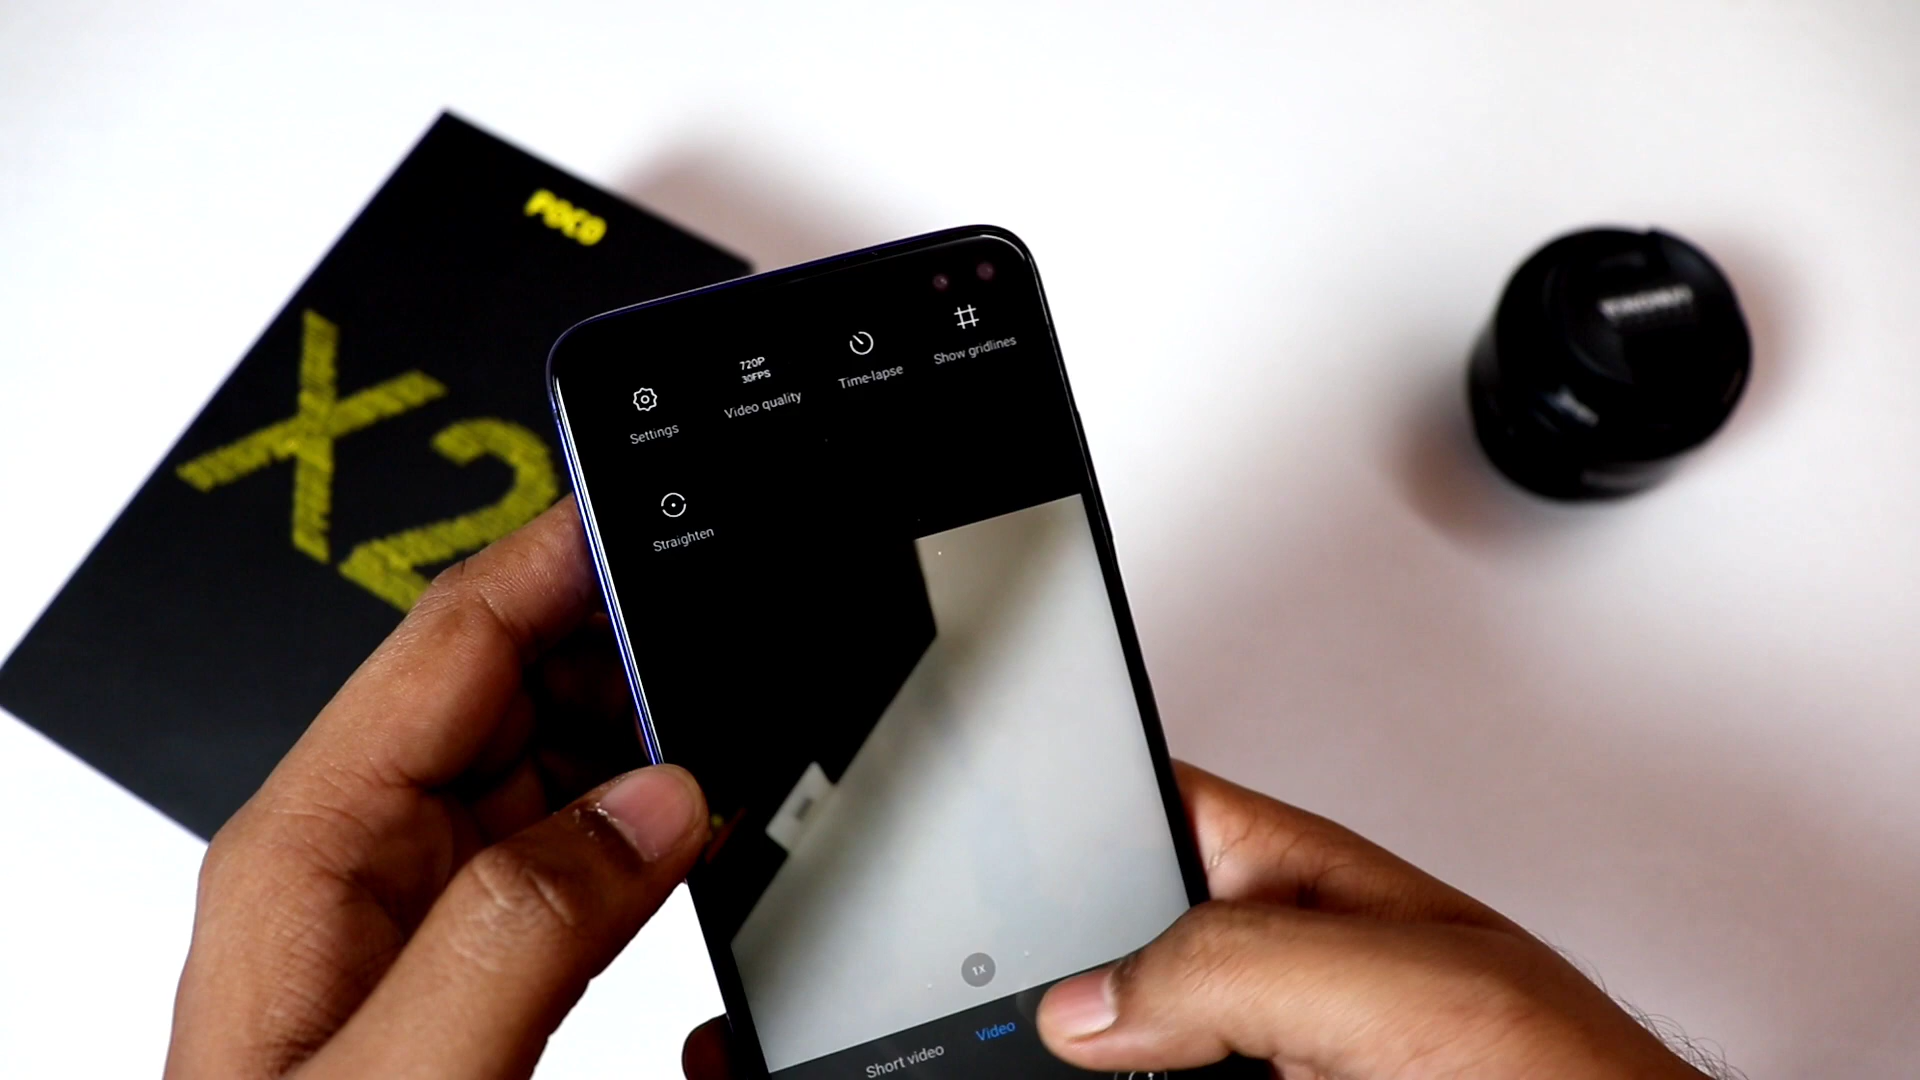 POCO
X2
720P
30FPS
Settings
Video quality
Time-lapse
Show gridlines
Straighten
1X
Short video
Video